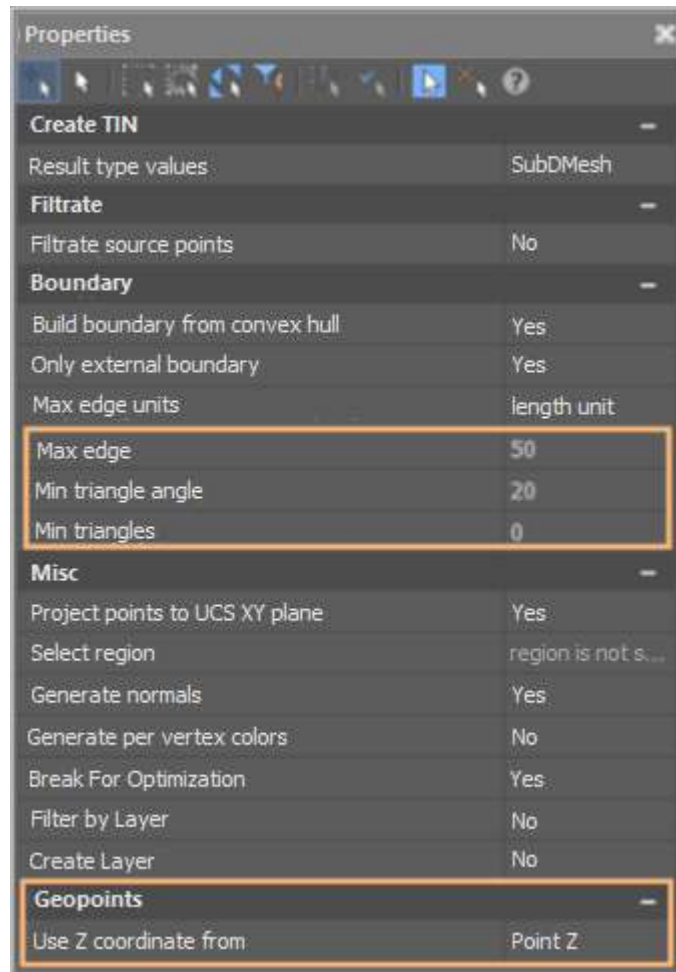 Properties
Create TIN
Result type values SubDMesh
Filtrate
Filtrate source points No
Boundary
Build boundary from convex hull Yes
Only external boundary Yes
Max edge units length unit
Max edge 50
Min triangle angle 20
Min triangles 0
Misc
Project points to UCS XY plane Yes
Select region region is not s....
Generate normals Yes
Generate per vertex colors No
Break For Optimization Yes
Filter by Layer No
Create Layer No
Geopoints
Use Z coordinate from Point Z